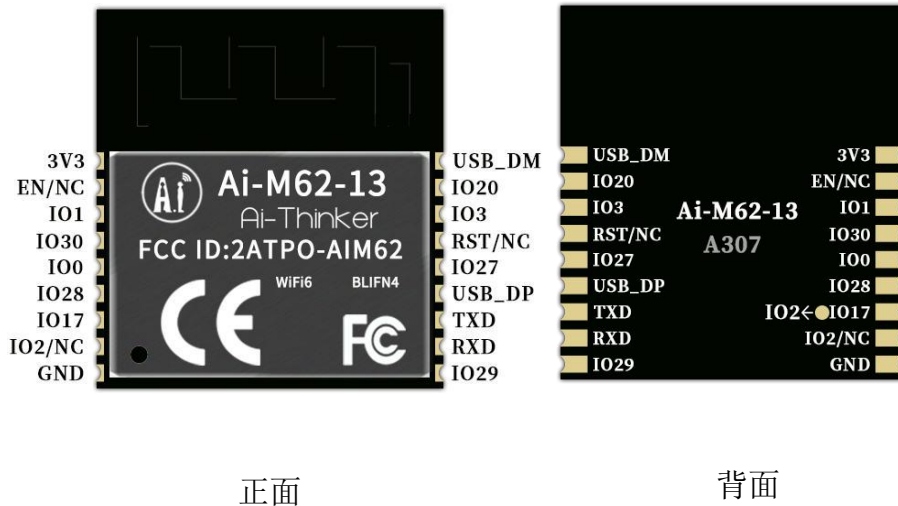 3V3
EN/NC
IO1
IO30
IO0
IO28
IO17
IO2/NC
GND
A.i
Ai-M62-13
Ai-Thinker
FCC ID:2ATPO-AIM62
WiFi6 BLIFN4
CE FC
USB_DM
IO20
IO3
RST/NC
IO27
USB_DP
TXD
RXD
IO29
正面
USB_DM
IO20
IO3
RST/NC
IO27
USB_DP
TXD
RXD
IO29
Ai-M62-13
A307
3V3
EN/NC
IO1
IO30
IO0
IO28
IO2←IO17
IO2/NC
GND
背面